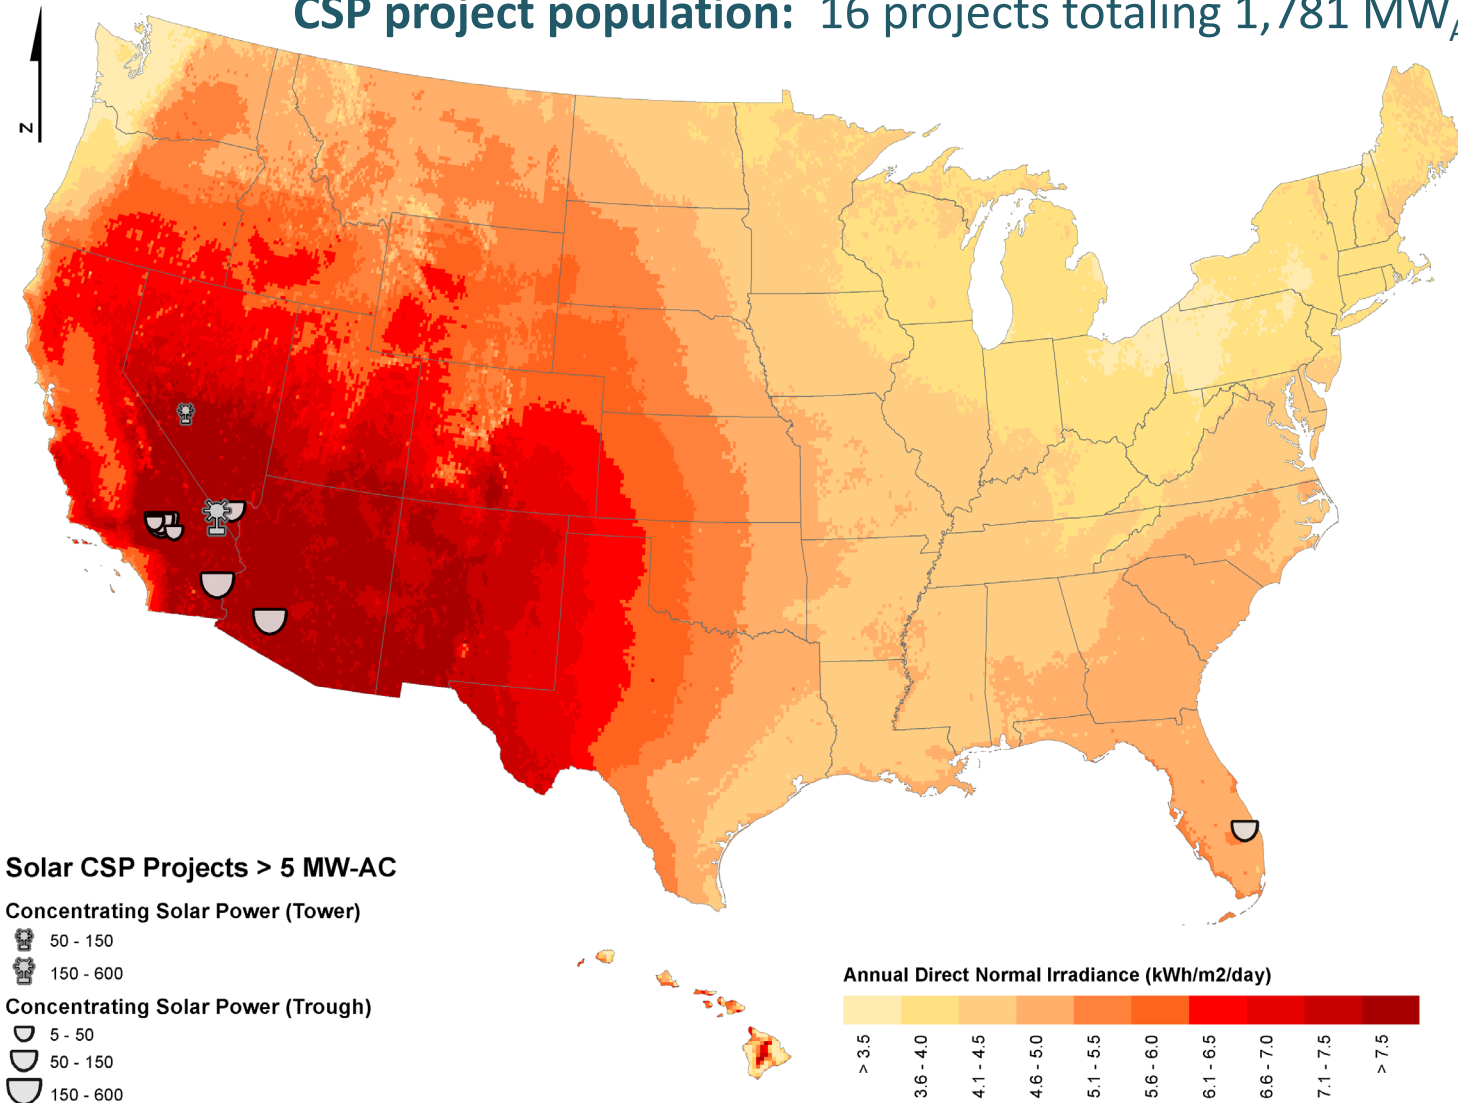 CSP project population: 16 projects totaling 1,781 MW
N
Solar CSP Projects > 5 MW-AC
Concentrating Solar Power (Tower)
50 - 150
150 - 600
Concentrating Solar Power (Trough)
5 - 50
50 - 150
150 - 600
Annual Direct Normal Irradiance (kWh/m2/day)
> 3.5
3.6 - 4.0
4.1 - 4.5
4.6 - 5.0
5.1 - 5.5
5.6 - 6.0
6.1 - 6.5
6.6 - 7.0
7.1 - 7.5
> 7.5